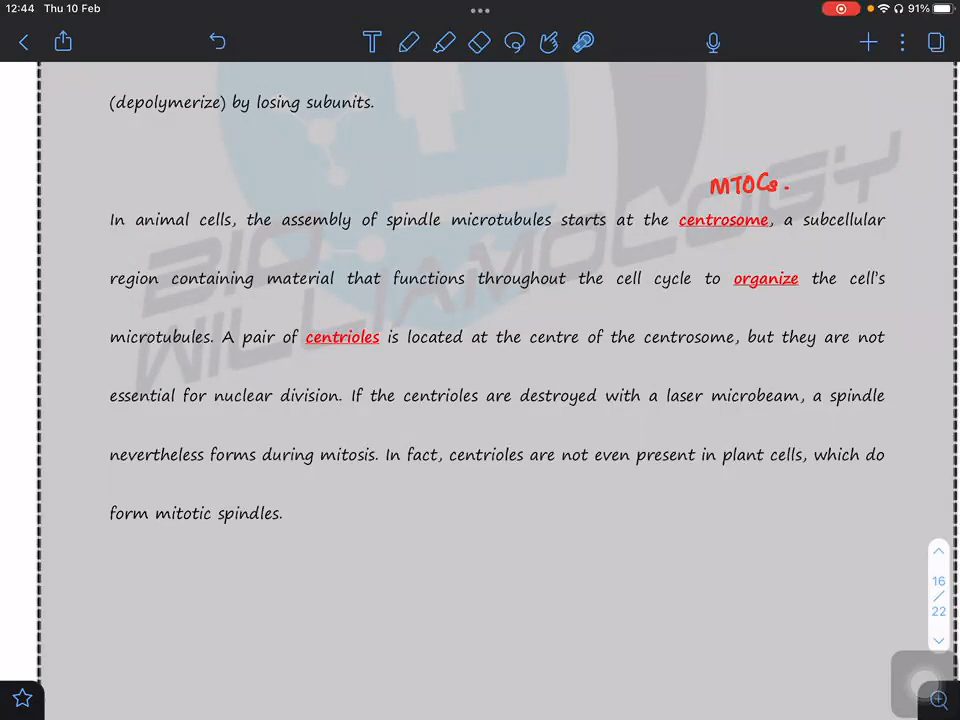 12:44 Thu 10 Feb
91%
(depolymerize) by losing subunits.
MTOCs.
In animal cells, the assembly of spindle microtubules starts at the centrosome, a subcellular
region containing material that functions throughout the cell cycle to organize the cell's
microtubules. A pair of centrioles is located at the centre of the centrosome, but they are not
essential for nuclear division. If the centrioles are destroyed with a laser microbeam, a spindle
nevertheless forms during mitosis. In fact, centrioles are not even present in plant cells, which do
form mitotic spindles.
BIO
WILLIAMOLOGY
16
/
22